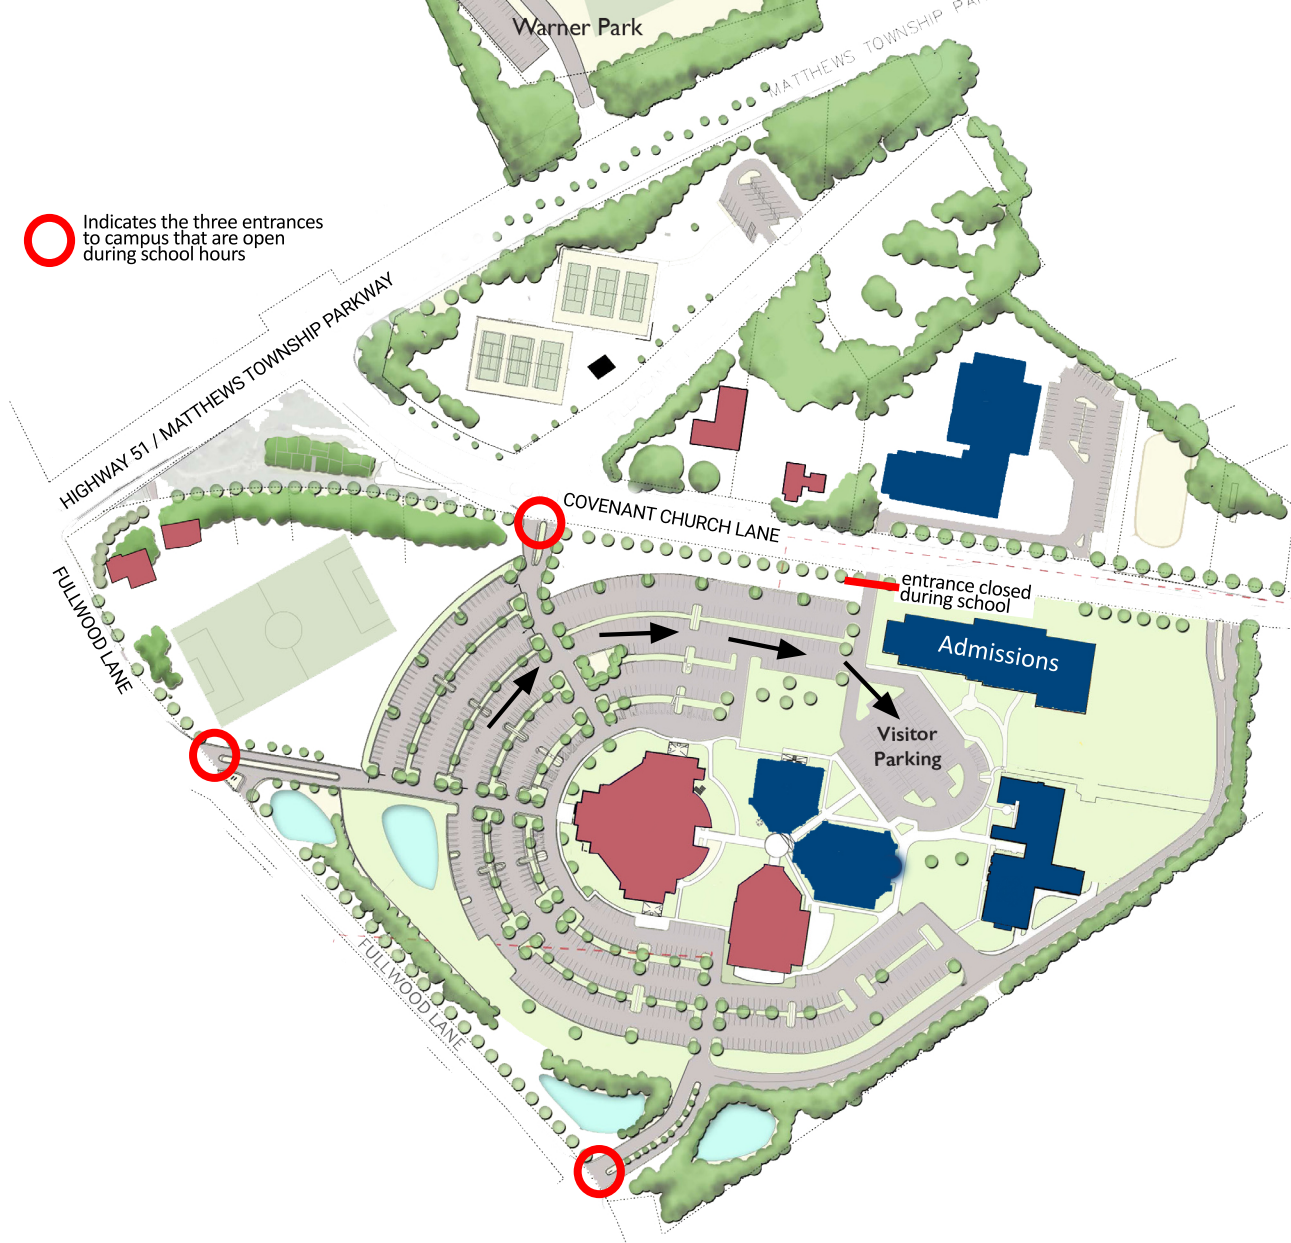 Warner Park
MATTHEWS TOWNSHIP
Indicates the three entrances
to campus that are open
during school hours
HIGHWAY 51 / MATTHEWS TOWNSHIP PARKWAY
COVENANT CHURCH LANE
FULLWOOD LANE
entrance closed
during school
Admissions
Visitor
Parking
FULLWOOD LANE